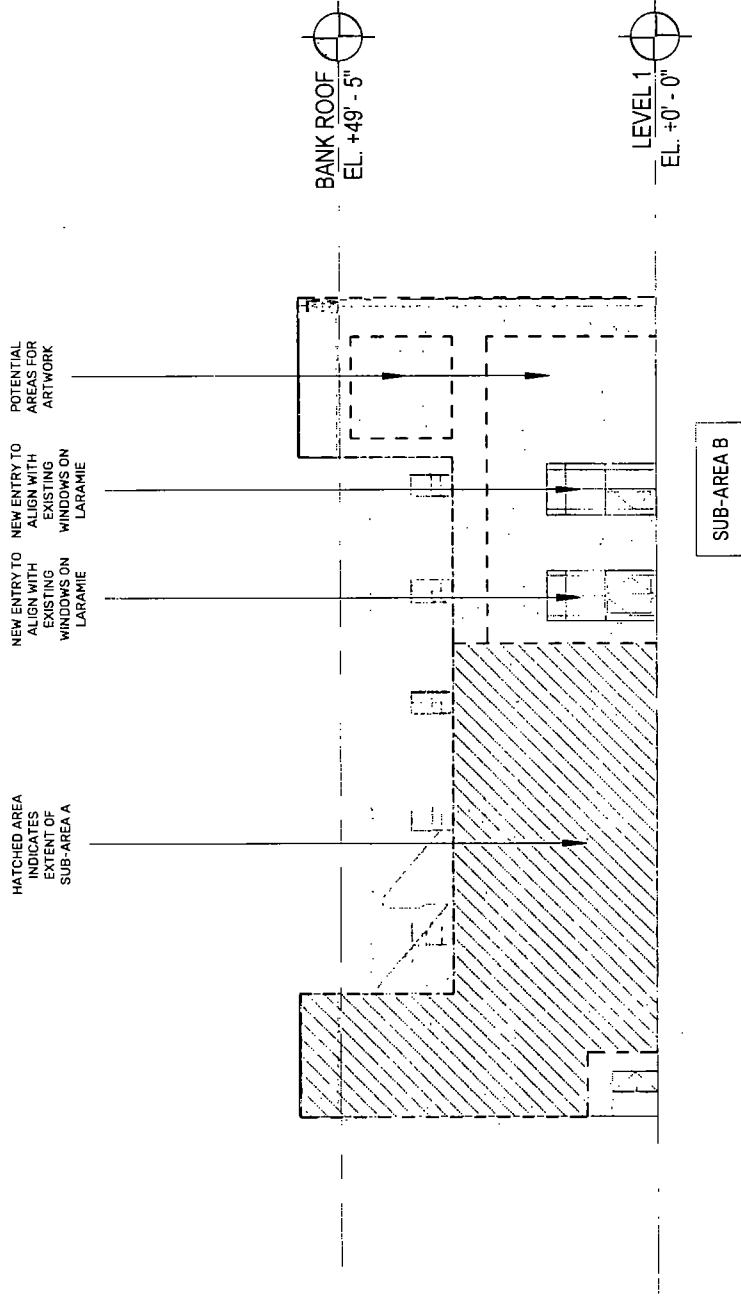 HATCHED AREA
INDICATES
EXTENT OF
SUB-AREA A
NEW ENTRY TO
ALIGN WITH
EXISTING
WINDOWS ON
LARAMIE
NEW ENTRY TO
ALIGN WITH
EXISTING
WINDOWS ON
LARAMIE
POTENTIAL
AREAS FOR
ARTWORK
BANK ROOF
EL. +49' - 5"
LEVEL 1
EL. +0' - 0"
SUB-AREA B